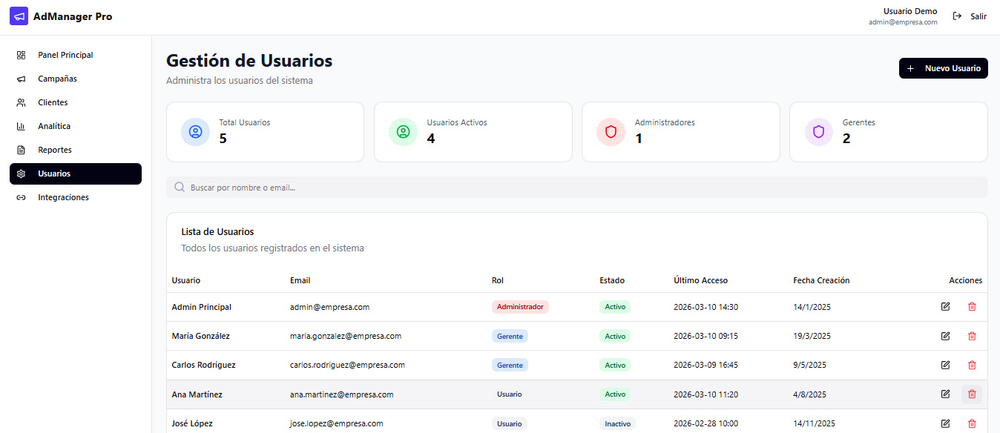 AdManager Pro
Usuario Demo
admin@empresa.com
Salir
Panel Principal
Campañas
Clientes
Analítica
Reportes
Usuarios
Integraciones
Gestión de Usuarios
Administra los usuarios del sistema
Nuevo Usuario
Total Usuarios
5
Usuarios Activos
4
Administradores
1
Gerentes
2
Buscar por nombre o email...
Lista de Usuarios
Todos los usuarios registrados en el sistema
Usuario Email Rol Estado Último Acceso Fecha Creación Acciones
Admin Principal admin@empresa.com Administrador Activo 2026-03-10 14:30 14/1/2025
María González maria.gonzalez@empresa.com Gerente Activo 2026-03-10 09:15 19/3/2025
Carlos Rodríguez carlos.rodriguez@empresa.com Gerente Activo 2026-03-09 16:45 9/5/2025
Ana Martínez ana.martinez@empresa.com Usuario Activo 2026-03-10 11:20 4/8/2025
José López jose.lopez@empresa.com Usuario Inactivo 2026-02-28 10:00 14/11/2025